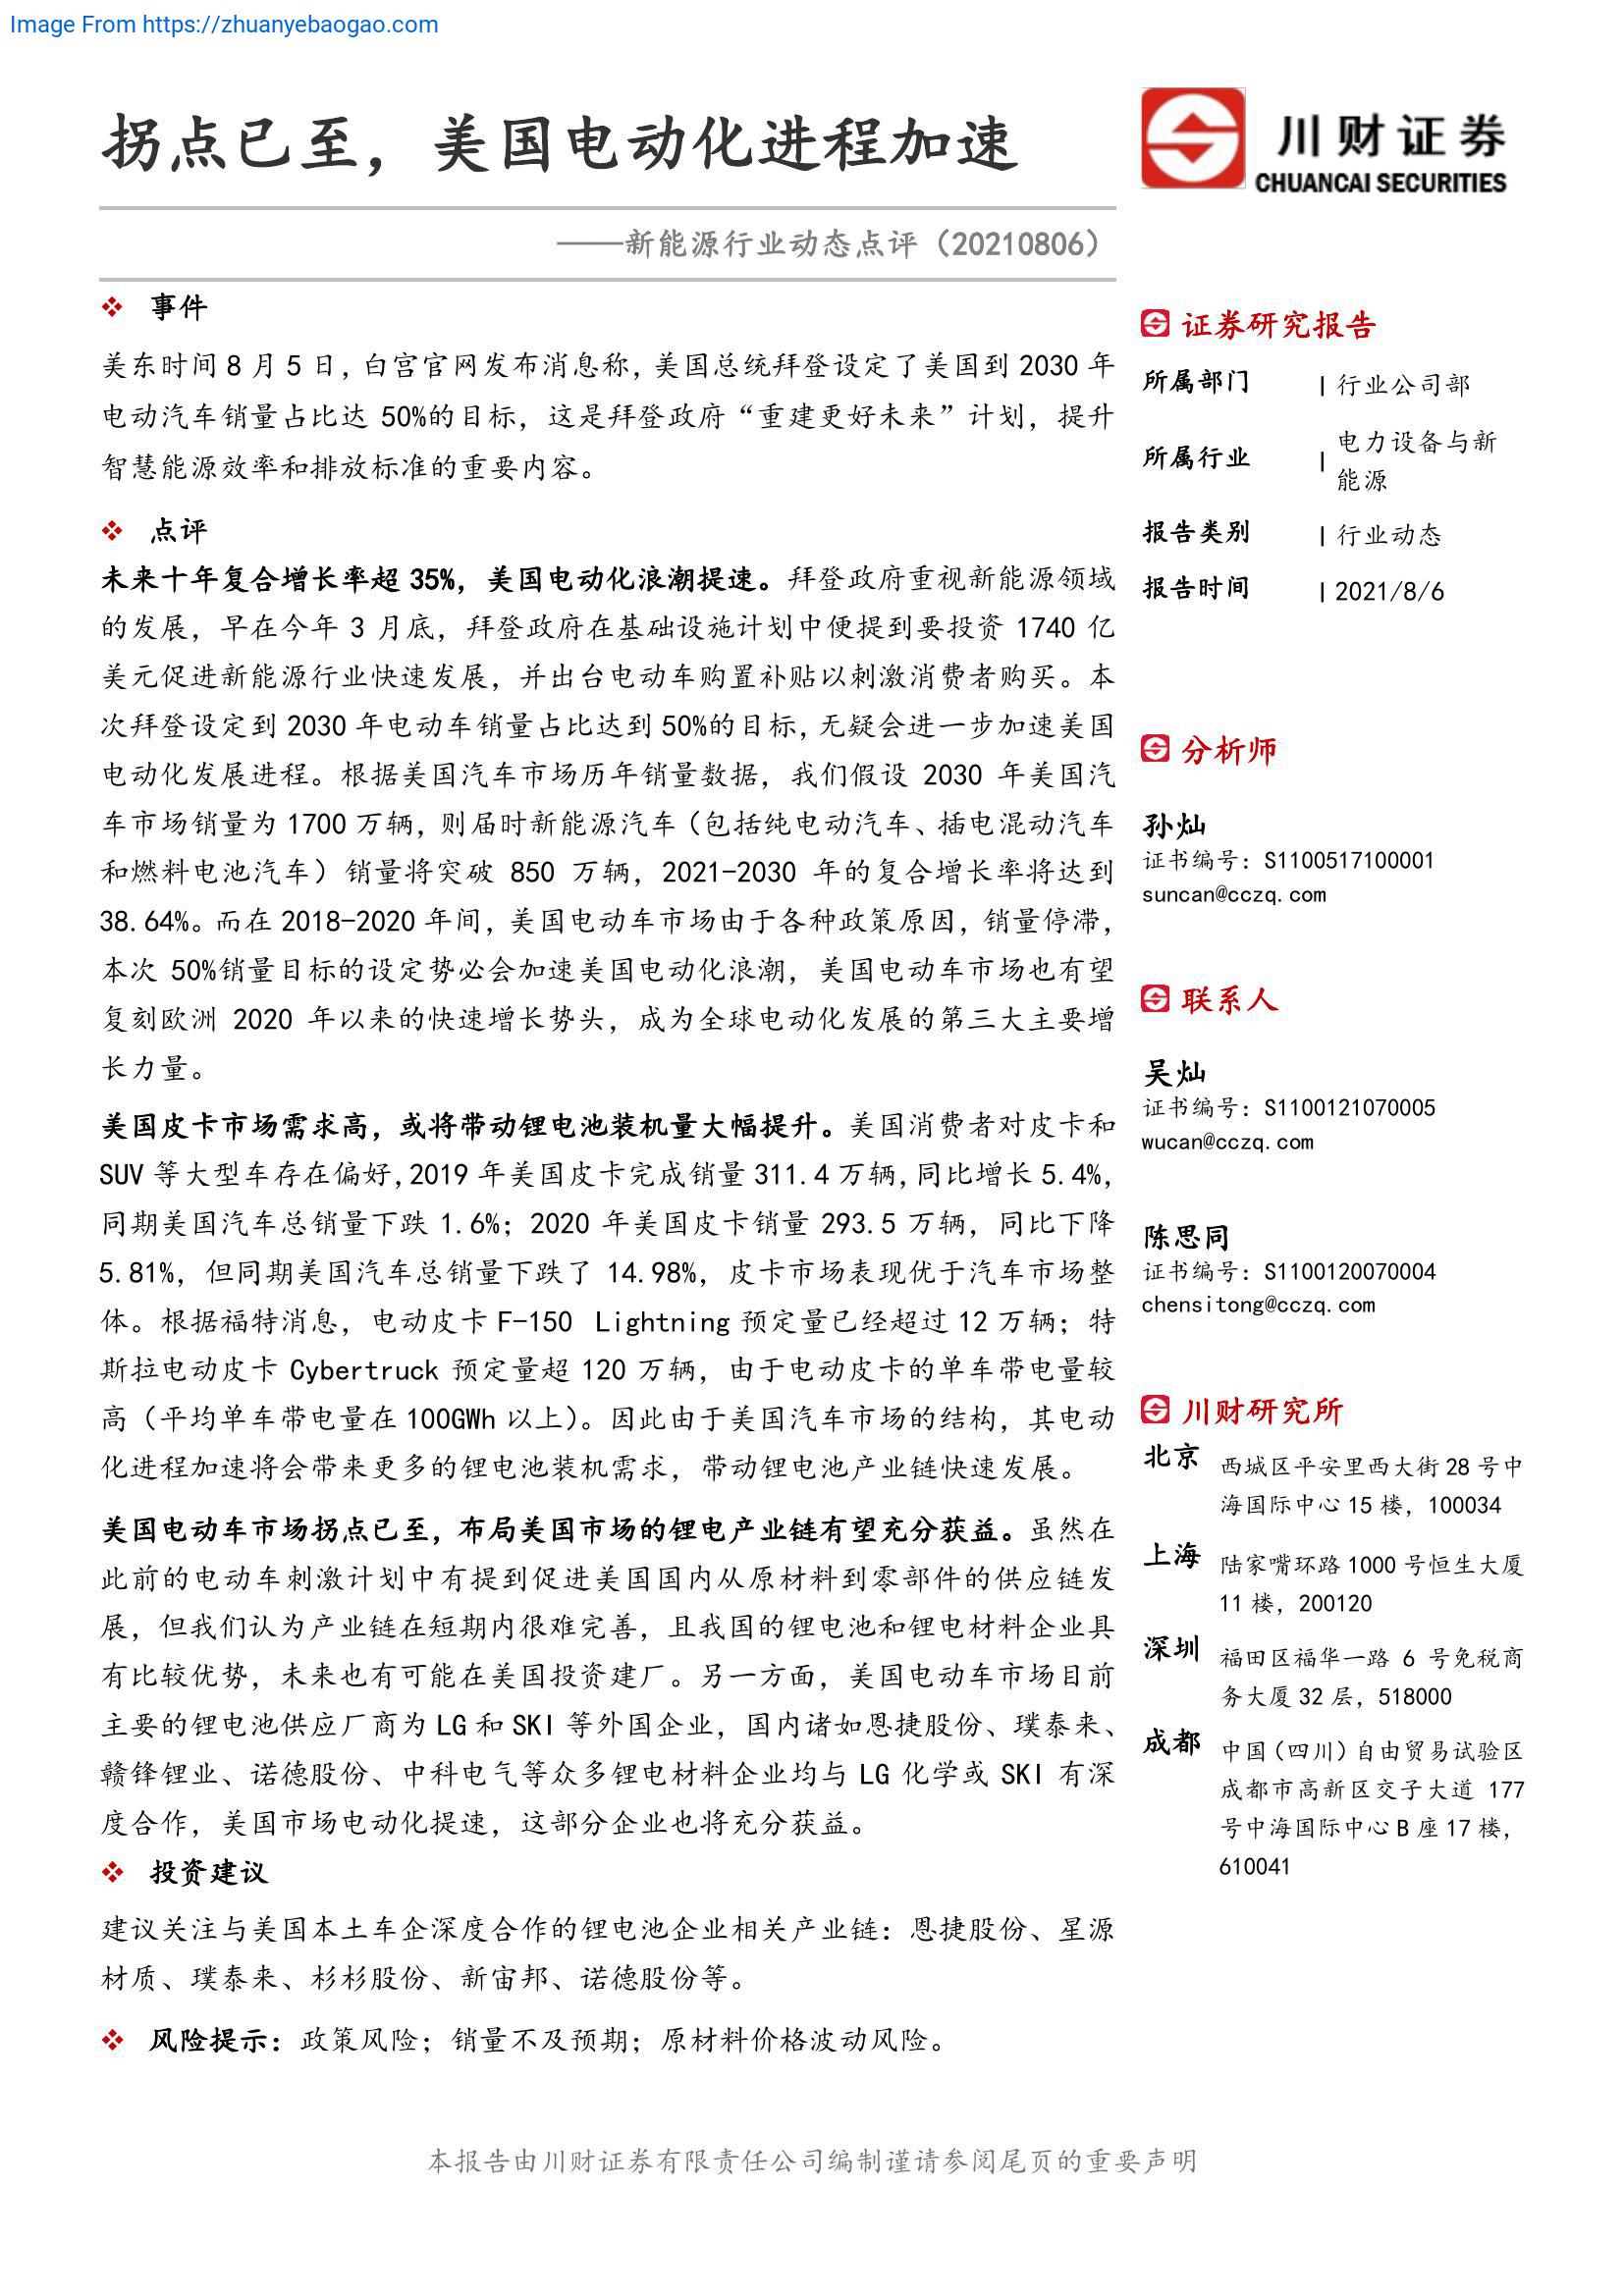 Image From https://zhuanyebaogao.com
拐点已至，美国电动化进程加速
川财证券
CHUANCAI SECURITIES
——新能源行业动态点评（20210806）
❖ 事件
美东时间 8 月 5 日，白宫官网发布消息称，美国总统拜登设定了美国到 2030 年
电动汽车销量占比达 50%的目标，这是拜登政府“重建更好未来”计划，提升
智慧能源效率和排放标准的重要内容。
❖ 点评
未来十年复合增长率超 35%，美国电动化浪潮提速。拜登政府重视新能源领域
的发展，早在今年 3 月底，拜登政府在基础设施计划中便提到要投资 1740 亿
美元促进新能源行业快速发展，并出台电动车购置补贴以刺激消费者购买。本
次拜登设定到 2030 年电动车销量占比达到 50%的目标，无疑会进一步加速美国
电动化发展进程。根据美国汽车市场历年销量数据，我们假设 2030 年美国汽
车市场销量为 1700 万辆，则届时新能源汽车（包括纯电动汽车、插电混动汽车
和燃料电池汽车）销量将突破 850 万辆，2021-2030 年的复合增长率将达到
38.64%。而在 2018-2020 年间，美国电动车市场由于各种政策原因，销量停滞，
本次 50%销量目标的设定势必会加速美国电动化浪潮，美国电动车市场也有望
复刻欧洲 2020 年以来的快速增长势头，成为全球电动化发展的第三大主要增
长力量。
美国皮卡市场需求高，或将带动锂电池装机量大幅提升。美国消费者对皮卡和
SUV 等大型车存在偏好，2019 年美国皮卡完成销量 311.4 万辆，同比增长 5.4%，
同期美国汽车总销量下跌 1.6%；2020 年美国皮卡销量 293.5 万辆，同比下降
5.81%，但同期美国汽车总销量下跌了 14.98%，皮卡市场表现优于汽车市场整
体。根据福特消息，电动皮卡 F-150 Lightning 预定量已经超过 12 万辆；特
斯拉电动皮卡 Cybertruck 预定量超 120 万辆，由于电动皮卡的单车带电量较
高（平均单车带电量在 100GWh 以上）。因此由于美国汽车市场的结构，其电动
化进程加速将会带来更多的锂电池装机需求，带动锂电池产业链快速发展。
美国电动车市场拐点已至，布局美国市场的锂电产业链有望充分获益。虽然在
此前的电动车刺激计划中有提到促进美国国内从原材料到零部件的供应链发
展，但我们认为产业链在短期内很难完善，且我国的锂电池和锂电材料企业具
有比较优势，未来也有可能在美国投资建厂。另一方面，美国电动车市场目前
主要的锂电池供应厂商为 LG 和 SKI 等外国企业，国内诸如恩捷股份、璞泰来、
赣锋锂业、诺德股份、中科电气等众多锂电材料企业均与 LG 化学或 SKI 有深
度合作，美国市场电动化提速，这部分企业也将充分获益。
❖ 投资建议
建议关注与美国本土车企深度合作的锂电池企业相关产业链：恩捷股份、星源
材质、璞泰来、杉杉股份、新宙邦、诺德股份等。
❖ 风险提示：政策风险；销量不及预期；原材料价格波动风险。
证券研究报告
所属部门 | 行业公司部
所属行业 | 电力设备与新
能源
报告类别 | 行业动态
报告时间 | 2021/8/6
分析师
孙灿
证书编号：S1100517100001
suncan@cczq.com
联系人
吴灿
证书编号：S1100121070005
wucan@cczq.com
陈思同
证书编号：S1100120070004
chensitong@cczq.com
川财研究所
北京 西城区平安里西大街 28 号中
海国际中心 15 楼，100034
上海 陆家嘴环路 1000 号恒生大厦
11 楼，200120
深圳 福田区福华一路 6 号免税商
务大厦 32 层，518000
成都 中国（四川）自由贸易试验区
成都市高新区交子大道 177
号中海国际中心 B 座 17 楼，
610041
本报告由川财证券有限责任公司编制谨请参阅尾页的重要声明